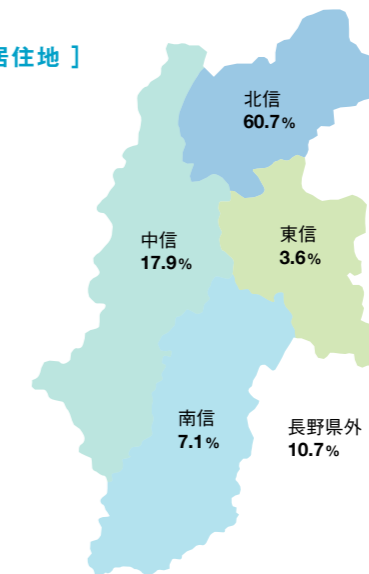 居住地 ]
北信
60.7%
中信
17.9%
東信
3.6%
南信
7.1%
長野県外
10.7%